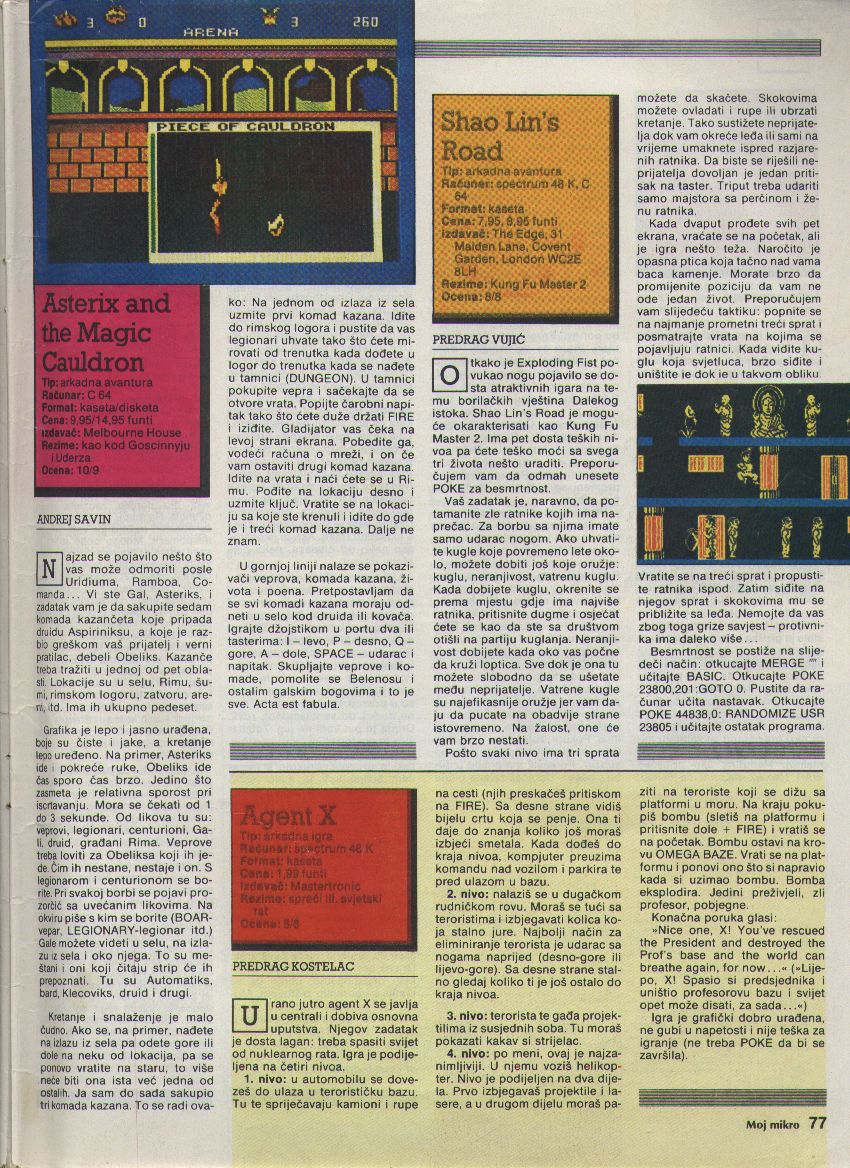 3 0 3 260
ARENA
PIECE OF CAULDRON
Asterix and
the Magic
Cauldron
Tip: arkadna avantura
Računar: C 64
Format: kaseta/disketa
Cena: 9,95/14,95 funti
Izdavač: Melbourne House
Rezime: kao kod Goscinnyju
i Uderza
Ocena: 10/9
ANDREJ SAVIN
Najzad se pojavilo nešto što
vas može odmoriti posle
Uridiuma, Ramboa, Co-
manda... Vi ste Gal, Asteriks, i
zadatak vam je da sakupite sedam
komada kazančeta koje pripada
druidu Aspiriniksu, a koje je raz-
bio greškom vaš prijatelj i verni
pratilac, debeli Obeliks. Kazanče
treba tražiti u jednoj od pet obla-
sti. Lokacije su u selu, Rimu, šu-
mi, rimskom logoru, zatvoru, are-
ni, itd. Ima ih ukupno pedeset.
Grafika je lepo i jasno urađena,
boje su čiste i jake, a kretanje
lepo uređeno. Na primer, Asteriks
ide i pokreće ruke, Obeliks ide
čas sporo čas brzo. Jedino što
zasmeta je relativna sporost pri
iscrtavanju. Mora se čekati od 1
do 3 sekunde. Od likova tu su:
veprovi, legionari, centurioni, Ga-
li, druid, građani Rima. Veprove
treba loviti za Obeliksa koji ih je-
de. Čim ih nestane, nestaje i on. S
legionarom i centurionom se bo-
rite. Pri svakoj borbi se pojavi pro-
zorčić sa uvećanim likovima. Na
okviru piše s kim se borite (BOAR-
vepar, LEGIONARY-legionar itd.)
Gale možete videti u selu, na izla-
zu iz sela i oko njega. To su me-
štani i oni koji čitaju strip će ih
prepoznati. Tu su Automatiks,
bard, Klecoviks, druid i drugi.
Kretanje i snalaženje je malo
čudno. Ako se, na primer, nađete
na izlazu iz sela pa odete gore ili
dole na neku od lokacija, pa se
ponovo vratite na staru, to više
neće biti ona ista već jedna od
ostalih. Ja sam do sada sakupio
tri komada kazana. To se radi ova-
ko: Na jednom od izlaza iz sela
uzmite prvi komad kazana. Idite
do rimskog logora i pustite da vas
legionari uhvate tako što ćete mi-
rovati od trenutka kada dođete u
logor do trenutka kada se nađete
u tamnici (DUNGEON). U tamnici
pokupite vepra i sačekajte da se
otvore vrata. Popijte čarobni napi-
tak tako što ćete duže držati FIRE
i iziđite. Gladijator vas čeka na
levoj strani ekrana. Pobedite ga,
vodeći računa o mreži, i on će
vam ostaviti drugi komad kazana.
Idite na vrata i naći ćete se u Ri-
mu. Pođite na lokaciju desno i
uzmite ključ. Vratite se na lokaci-
ju sa koje ste krenuli i idite do gde
je i treći komad kazana. Dalje ne
znam.
U gornjoj liniji nalaze se pokazi-
vači veprova, komada kazana, ži-
vota i poena. Pretpostavljam da
se svi komadi kazana moraju od-
neti u selo kod druida ili kovača.
Igrajte džojstikom u portu dva ili
tasterima: I – levo, P – desno, Q –
gore, A – dole, SPACE – udarac i
napitak. Skupljajte veprove i ko-
made, pomolite se Belenosu i
ostalim galskim bogovima i to je
sve. Acta est fabula.
Shao Lin's
Road
Tip: arkadna avantura
Računar: spectrum 48 K, C
64
Format: kaseta
Cena: 7,95, 8,95 funti
Izdavač: The Edge, 31
Maiden Lane, Covent
Garden, London WC2E
8LH
Rezime: Kung Fu Master 2
Ocena: 8/8
PREDRAG VUJIĆ
Otkako je Exploding Fist po-
vukao nogu pojavilo se do-
sta atraktivnih igara na te-
mu borilačkih vještina Dalekog
istoka. Shao Lin's Road je mogu-
će okarakterisati kao Kung Fu
Master 2. Ima pet dosta teških ni-
voa pa ćete teško moći sa svega
tri života nešto uraditi. Preporu-
čujem vam da odmah unesete
POKE za besmrtnost.
Vaš zadatak je, naravno, da po-
tamanite zle ratnike kojih ima na-
prečac. Za borbu sa njima imate
samo udarac nogom. Ako uhvati-
te kugle koje povremeno lete oko-
lo, možete dobiti još koje oružje:
kuglu, neranjivost, vatrenu kuglu.
Kada dobijete kuglu, okrenite se
prema mjestu gdje ima najviše
ratnika, pritisnite dugme i osjećat
ćete se kao da ste sa društvom
otišli na partiju kuglanja. Neranji-
vost dobijete kada oko vas počne
da kruži loptica. Sve dok je ona tu
možete slobodno da se ušetate
među neprijatelje. Vatrene kugle
su najefikasnije oružje jer vam da-
ju da pucate na obadvije strane
istovremeno. Na žalost, one će
vam brzo nestati.
Pošto svaki nivo ima tri sprata
možete da skačete. Skokovima
možete ovladati i rupe ili ubrzati
kretanje. Tako sustižete neprijate-
lja dok vam okreće leđa ili sami na
vrijeme umaknete ispred razjare-
nih ratnika. Da biste se riješili ne-
prijatelja dovoljan je jedan priti-
sak na taster. Triput treba udariti
samo majstora sa perčinom i že-
nu ratnika.
Kada dvaput prođete svih pet
ekrana, vraćate se na početak, ali
je igra nešto teža. Naročito je
opasna ptica koja tačno nad vama
baca kamenje. Morate brzo da
promijenite poziciju da vam ne
ode jedan život. Preporučujem
vam slijedeću taktiku: popnite se
na najmanje prometni treći sprat i
posmatrajte vrata na kojima se
pojavljuju ratnici. Kada vidite ku-
glu koja svjetluca, brzo siđite i
uništite je dok je u takvom obliku.
Vratite se na treći sprat i propusti-
te ratnika ispod. Zatim siđite na
njegov sprat i skokovima mu se
približite sa leđa. Nemojte da vas
zbog toga grize savjest – protivni-
ka ima daleko više...
Besmrtnost se postiže na slije-
deći način: otkucajte MERGE "" i
učitajte BASIC. Otkucajte POKE
23800,201:GOTO 0. Pustite da ra-
čunar učita nastavak. Otkucajte
POKE 44838,0: RANDOMIZE USR
23805 i učitajte ostatak programa.
Agent X
Tip: arkadna igra
Računar: spectrum 48 K
Format: kaseta
Cena: 1,99 funti
Izdavač: Mastertronic
Rezime: spreči III. svjetski
rat
PREDRAG KOSTELAC
Urano jutro agent X se javlja
u centrali i dobiva osnovna
uputstva. Njegov zadatak
je dosta lagan: treba spasiti svijet
od nuklearnog rata. Igra je podije-
ljena na četiri nivoa.
1. nivo: u automobilu se dove-
zeš do ulaza u terorističku bazu.
Tu te spriječavaju kamioni i rupe
na cesti (njih preskačeš pritiskom
na FIRE). Sa desne strane vidiš
bijelu crtu koja se penje. Ona ti
daje do znanja koliko još moraš
izbjeći smetala. Kada dođeš do
kraja nivoa, kompjuter preuzima
komandu nad vozilom i parkira te
pred ulazom u bazu.
2. nivo: nalaziš se u dugačkom
rudničkom rovu. Moraš se tući sa
teroristima i izbjegavati kolica ko-
ja stalno jure. Najbolji način za
eliminiranje terorista je udarac sa
nogama naprijed (desno-gore ili
lijevo-gore). Sa desne strane stal-
no gledaj koliko ti je još ostalo do
kraja nivoa.
3. nivo: terorista te gađa projek-
tilima iz susjednih soba. Tu moraš
pokazati kakav si strijelac.
4. nivo: po meni, ovaj je najza-
nimljiviji. U njemu voziš helikop-
ter. Nivo je podijeljen na dva dije-
la. Prvo izbjegavaš projektile i la-
sere, a u drugom dijelu moraš pa-
ziti na teroriste koji se dižu sa
platformi u moru. Na kraju poku-
piš bombu (sletiš na platformu i
pritisnite dole + FIRE) i vratiš se
na početak. Bombu ostavi na kro-
vu OMEGA BAZE. Vrati se na plat-
formu i ponovi ono što si napravio
kada si uzimao bombu. Bomba
eksplodira. Jedini preživjeli, zli
profesor, pobjegne.
Konačna poruka glasi:
»Nice one, X! You've rescued
the President and destroyed the
Prof's base and the world can
breathe again, for now...« (»Lije-
po, X! Spasio si predsjednika i
uništio profesorovu bazu i svijet
opet može disati, za sada...«)
Igra je grafički dobro urađena,
ne gubi u napetosti i nije teška za
igranje (ne treba POKE da bi se
završila).
Moj mikro 77